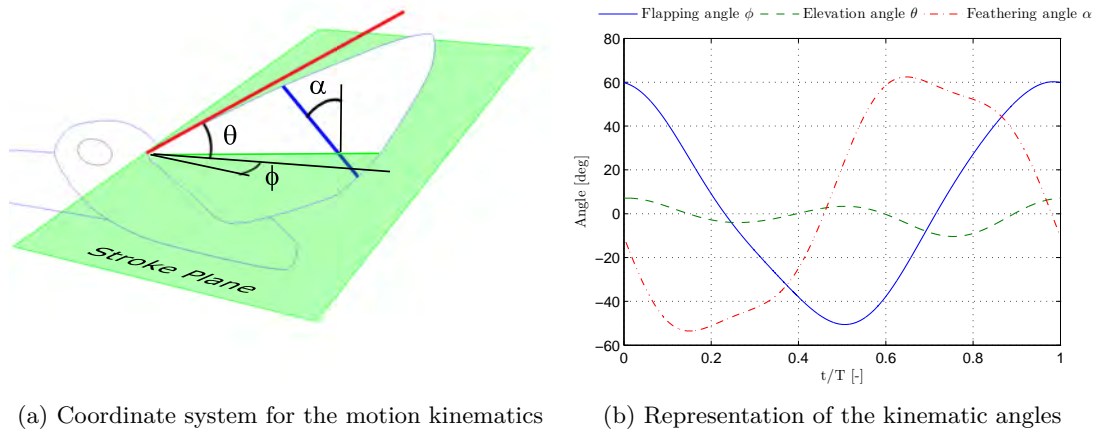 α
θ
ϕ
Stroke Plane
Flapping angle ϕ
Elevation angle θ
Feathering angle α
80
60
40
20
0
−20
−40
−60
Angle [deg]
0
0.2
0.4
0.6
0.8
1
t/T [-]
(a) Coordinate system for the motion kinematics
(b) Representation of the kinematic angles